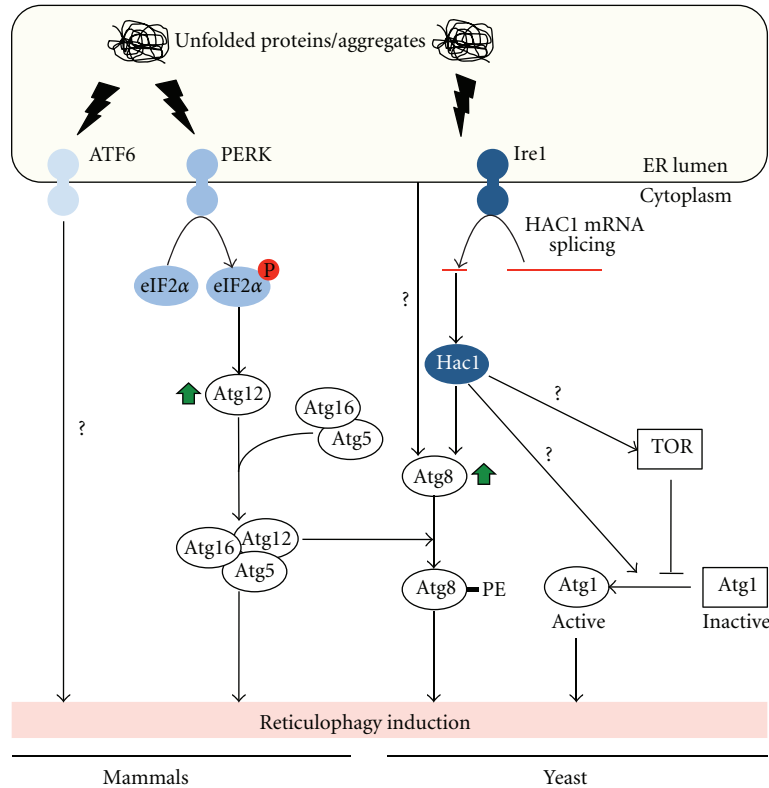 Unfolded proteins/aggregates
ATF6
PERK
Ire1
ER lumen
Cytoplasm
HAC1 mRNA
splicing
eIF2α
eIF2α
P
?
Hac1
Atg12
Atg16
Atg5
?
?
?
TOR
Atg8
Atg16
Atg12
Atg5
Atg8
PE
Atg1
Active
Atg1
Inactive
Reticulophagy induction
Mammals
Yeast